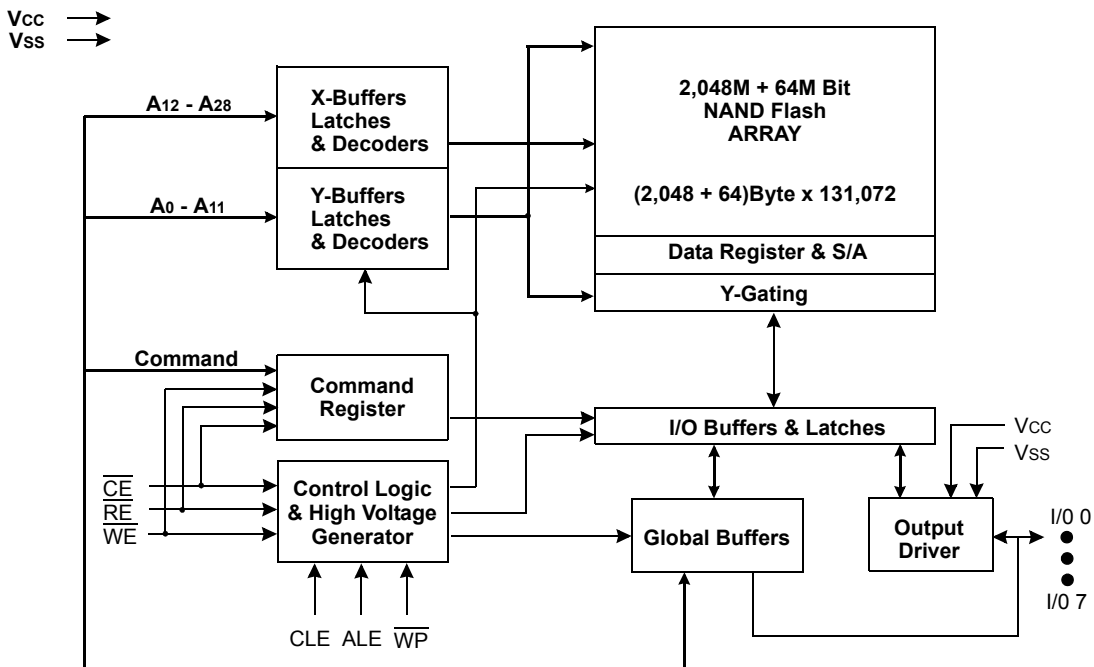 VCC
VSS
A12 - A28
X-Buffers
Latches
& Decoders
A0 - A11
Y-Buffers
Latches
& Decoders
2,048M + 64M Bit
NAND Flash
ARRAY
(2,048 + 64)Byte x 131,072
Data Register & S/A
Y-Gating
Command
Command
Register
I/O Buffers & Latches
VCC
VSS
CE
RE
WE
Control Logic
& High Voltage
Generator
Global Buffers
Output
Driver
I/0 0
I/0 7
CLE
ALE
WP